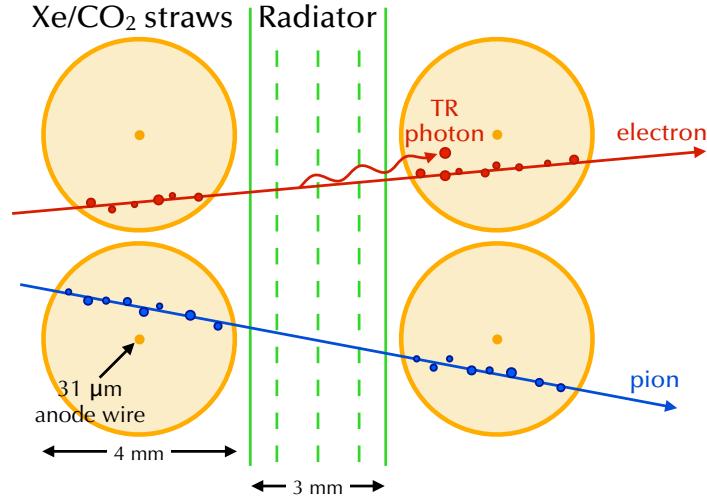 Xe/CO₂ straws
Radiator
TR
photon
electron
31 μm
anode wire
pion
4 mm
3 mm